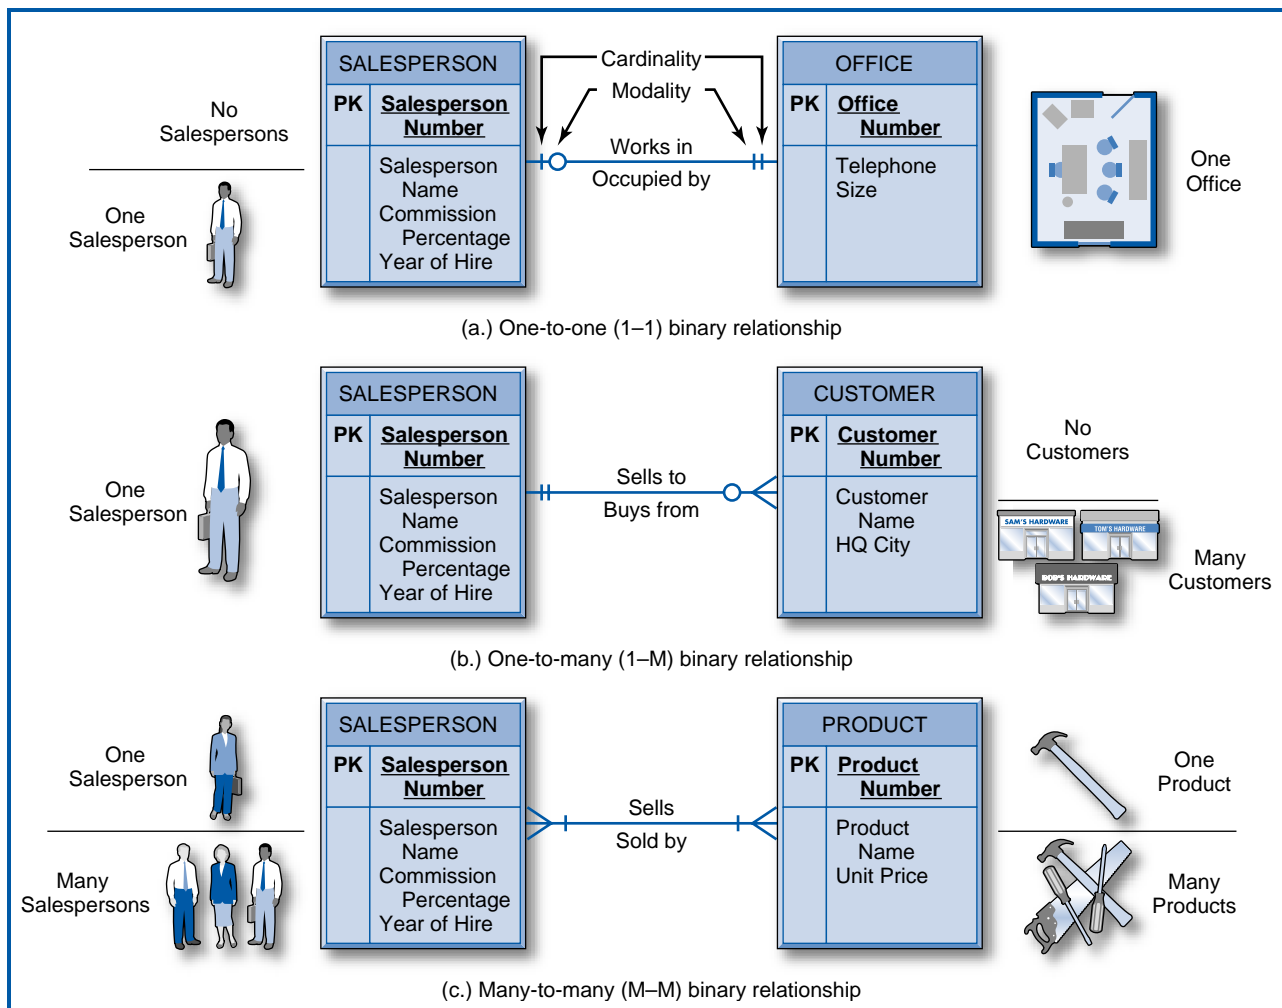 SALESPERSON
Cardinality
OFFICE
No
Salespersons
PK
Salesperson
Number
Modality
PK
Office
Number
One
Salesperson
Salesperson
Name
Commission
Percentage
Year of Hire
Works in
Occupied by
Telephone
Size
One
Office
(a.) One-to-one (1–1) binary relationship
SALESPERSON
CUSTOMER
PK
Salesperson
Number
PK
Customer
Number
No
Customers
One
Salesperson
Salesperson
Name
Commission
Percentage
Year of Hire
Sells to
Buys from
Customer
Name
HQ City
SAM'S HARDWARE
TOM'S HARDWARE
BOB'S HARDWARE
Many
Customers
(b.) One-to-many (1–M) binary relationship
SALESPERSON
PRODUCT
One
Salesperson
PK
Salesperson
Number
PK
Product
Number
One
Product
Many
Salespersons
Salesperson
Name
Commission
Percentage
Year of Hire
Sells
Sold by
Product
Name
Unit Price
Many
Products
(c.) Many-to-many (M–M) binary relationship